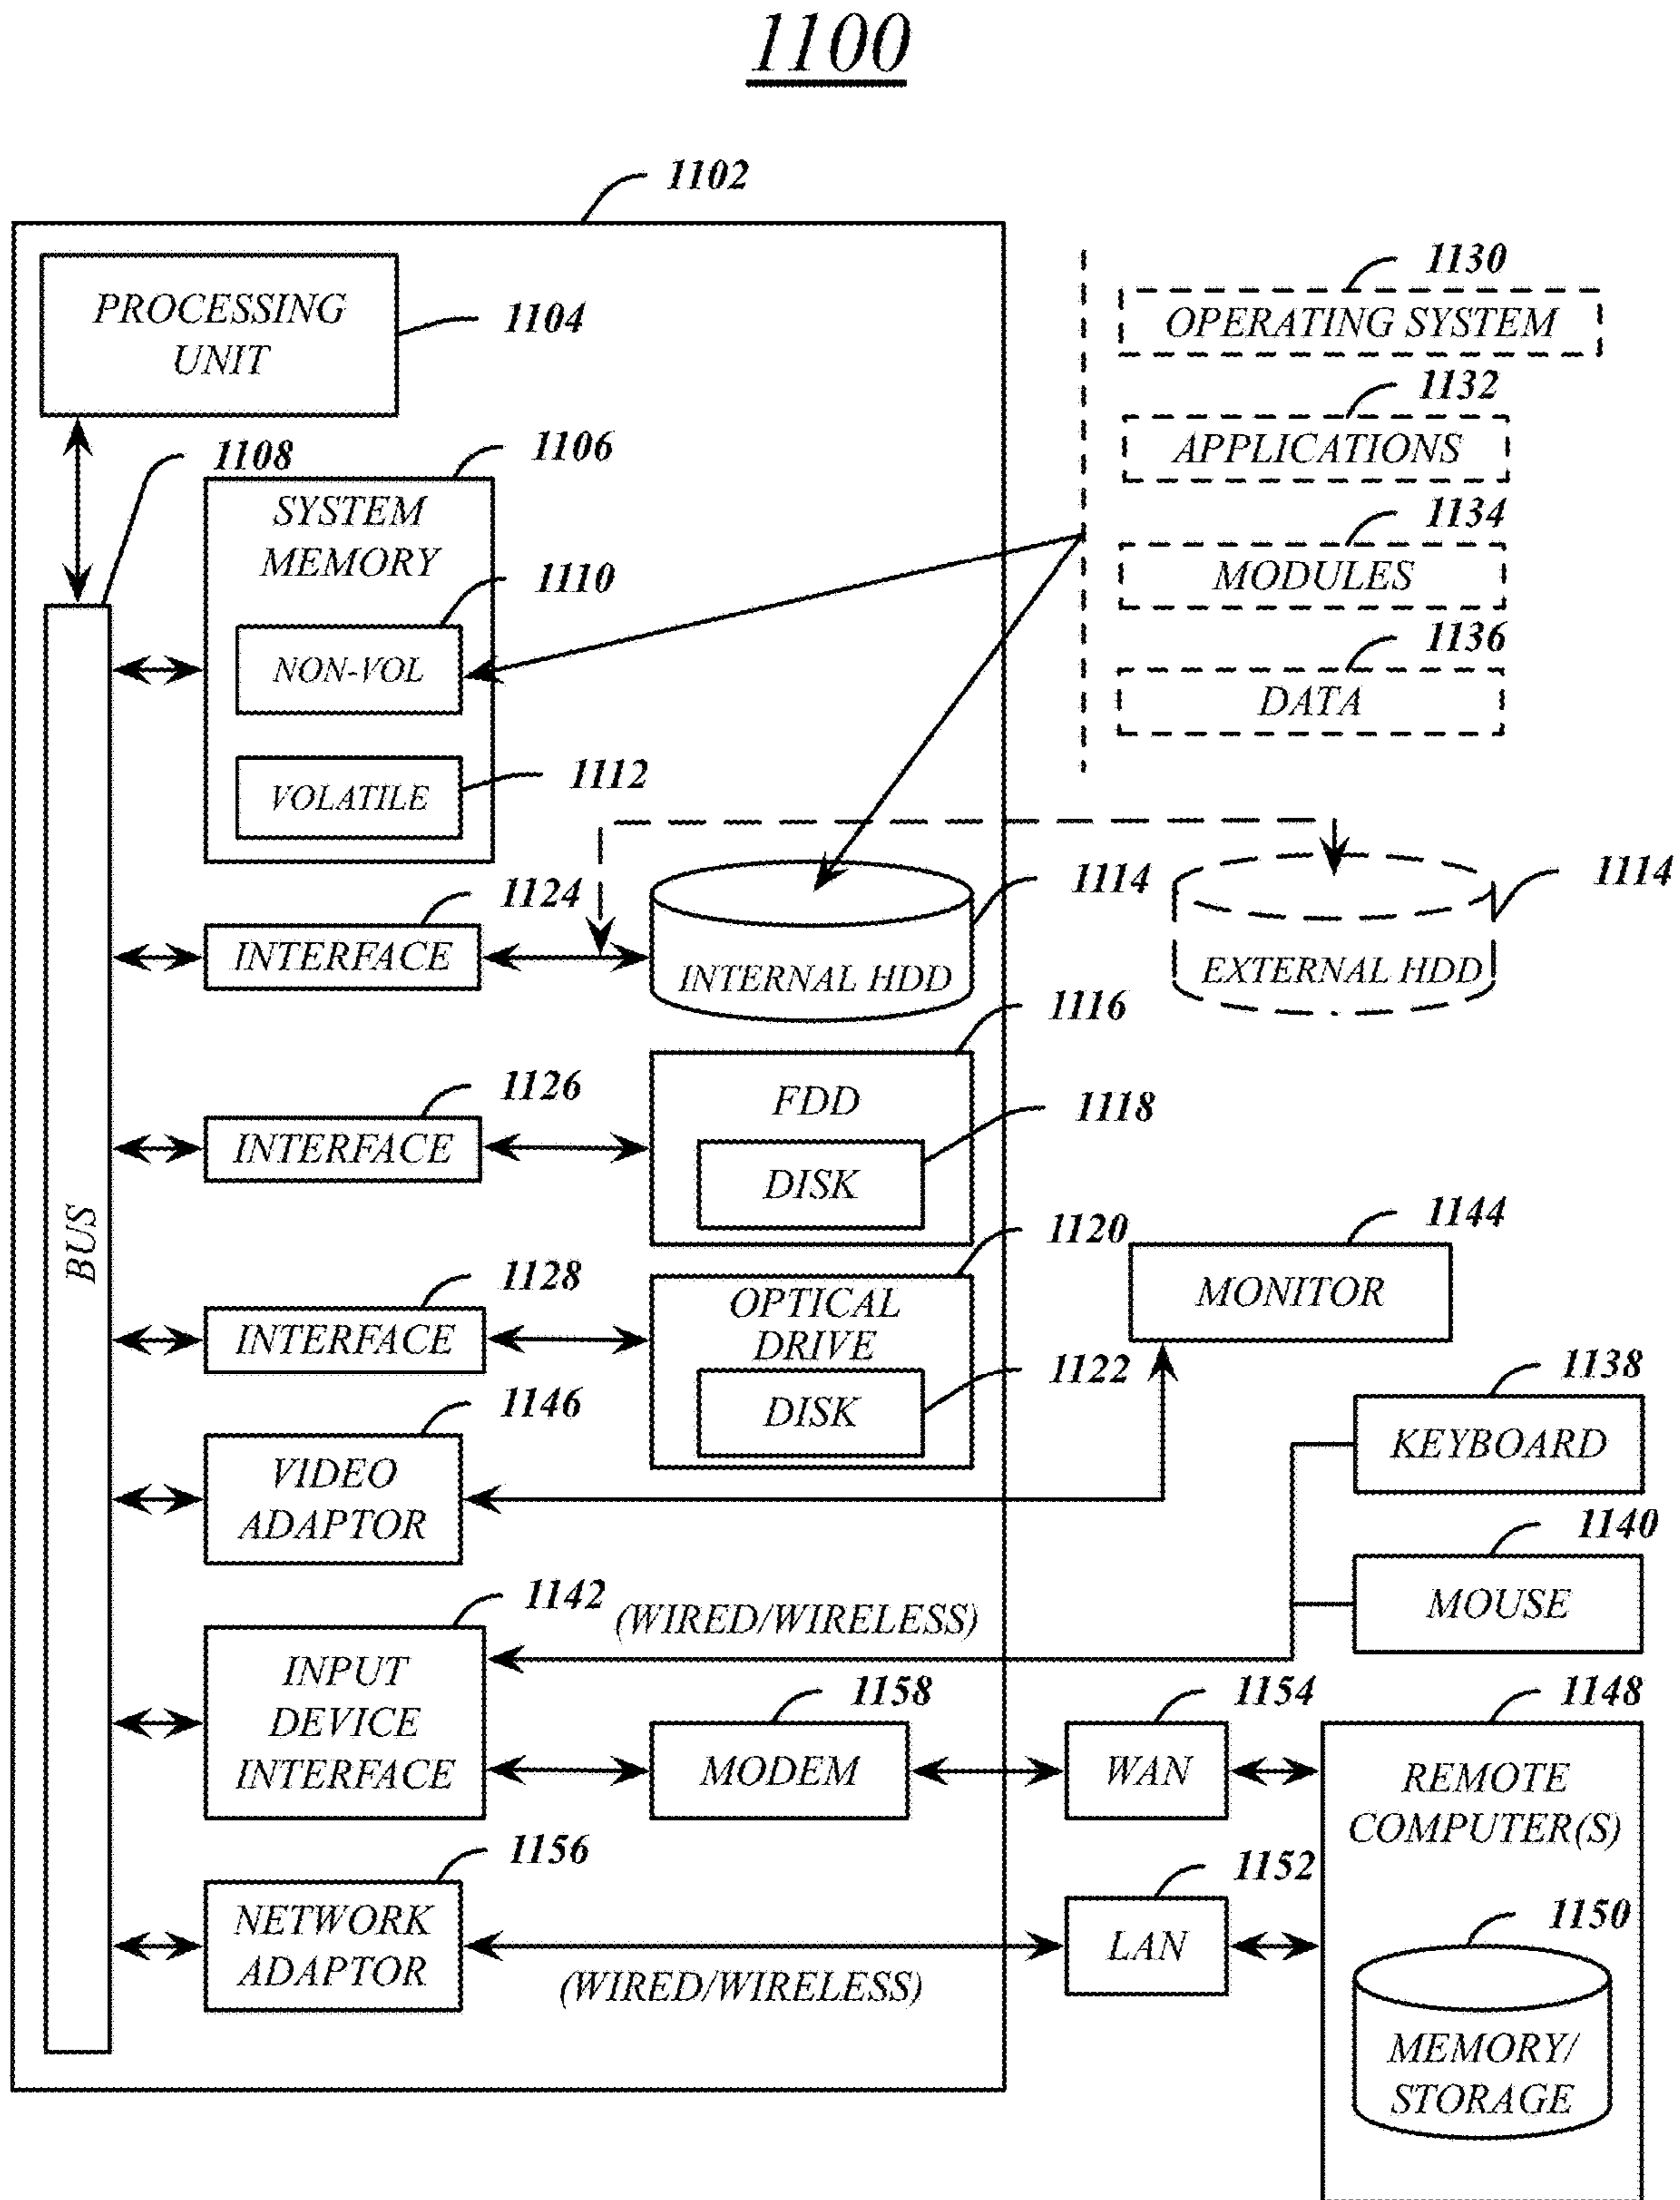 1100
1102
PROCESSING
UNIT
1104
1130
OPERATING SYSTEM
1132
APPLICATIONS
1134
MODULES
1136
DATA
1108
1106
SYSTEM
MEMORY
1110
NON-VOL
1112
VOLATILE
BUS
1124
INTERFACE
1114
INTERNAL HDD
1114
EXTERNAL HDD
1126
INTERFACE
1116
FDD
1118
DISK
1128
INTERFACE
1120
OPTICAL
DRIVE
1122
DISK
1144
MONITOR
1146
VIDEO
ADAPTOR
1138
KEYBOARD
1140
MOUSE
1142
(WIRED/WIRELESS)
INPUT
DEVICE
INTERFACE
1158
MODEM
1154
WAN
1148
REMOTE
COMPUTER(S)
1156
NETWORK
ADAPTOR
(WIRED/WIRELESS)
1152
LAN
1150
MEMORY/
STORAGE